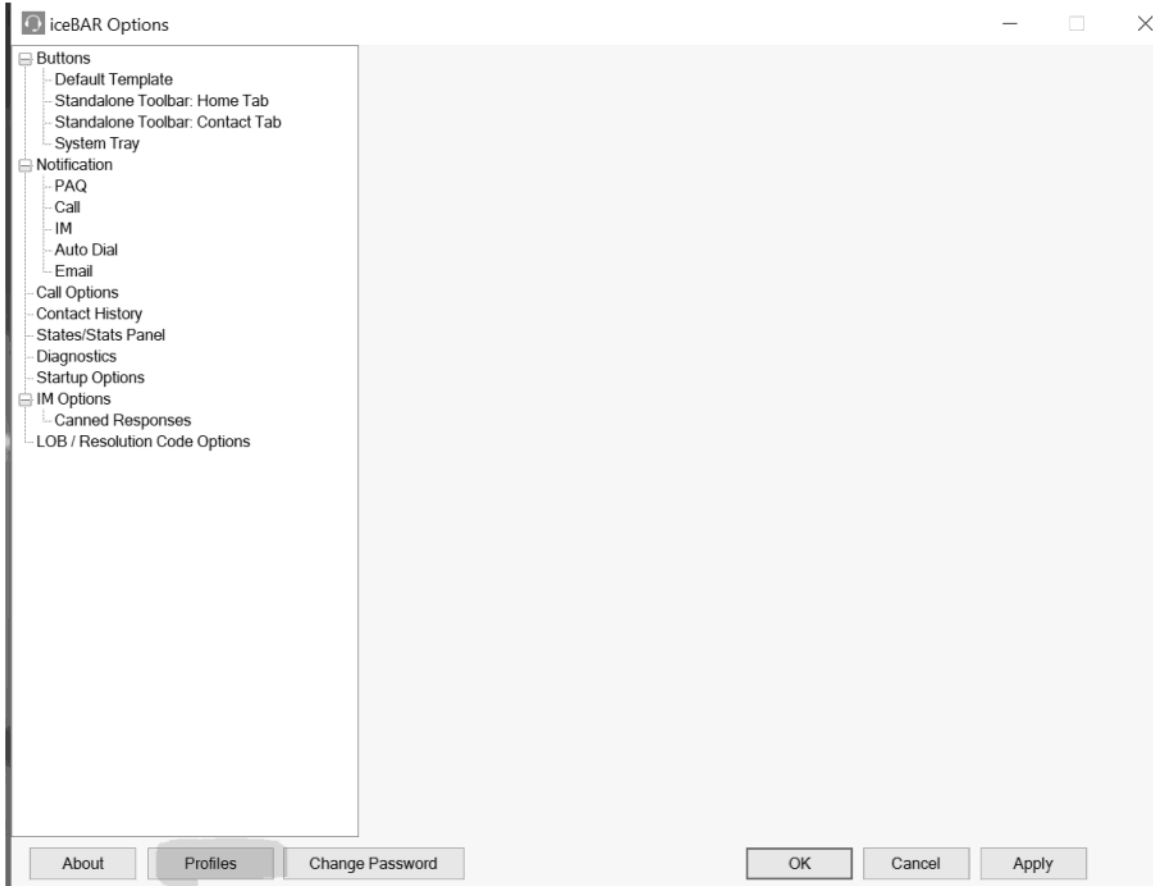 iceBAR Options
Buttons
Default Template
Standalone Toolbar: Home Tab
Standalone Toolbar: Contact Tab
System Tray
Notification
PAQ
Call
IM
Auto Dial
Email
Call Options
Contact History
States/Stats Panel
Diagnostics
Startup Options
IM Options
Canned Responses
LOB / Resolution Code Options
About Profiles Change Password OK Cancel Apply